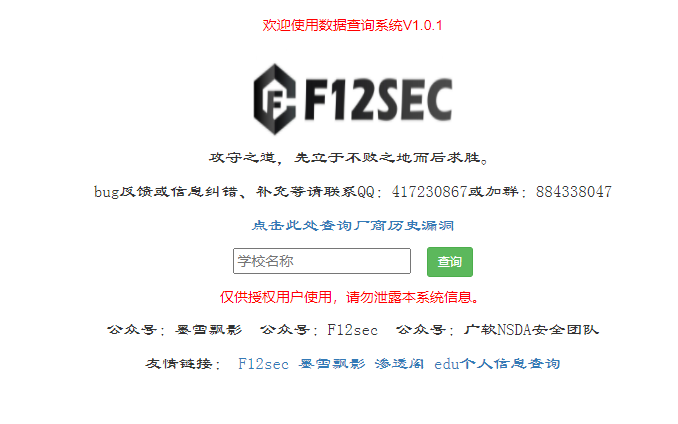 欢迎使用数据查询系统V1.0.1
F12SEC
攻守之道，先立于不败之地而后求胜。
bug反馈或信息纠错、补充等请联系QQ：417230867或加群：884338047
点击此处查询厂商历史漏洞
学校名称 查询
仅供授权用户使用，请勿泄露本系统信息。
公众号：墨雪飘影 公众号：F12sec 公众号：广软NSDA安全团队
友情链接： F12sec 墨雪飘影 渗透阁 edu个人信息查询